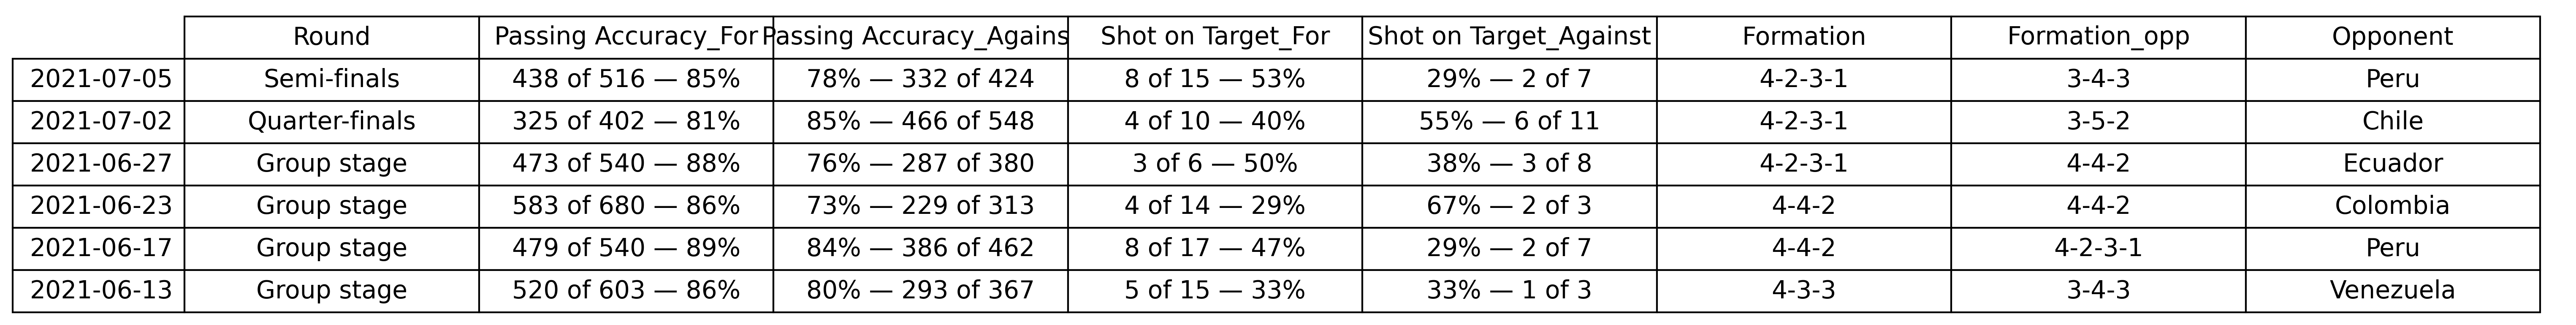 Round Passing Accuracy_For Passing Accuracy_Agains Shot on Target_For Shot on Target_Against Formation Formation_opp Opponent
2021-07-05 Semi-finals 438 of 516 — 85% 78% — 332 of 424 8 of 15 — 53% 29% — 2 of 7 4-2-3-1 3-4-3 Peru
2021-07-02 Quarter-finals 325 of 402 — 81% 85% — 466 of 548 4 of 10 — 40% 55% — 6 of 11 4-2-3-1 3-5-2 Chile
2021-06-27 Group stage 473 of 540 — 88% 76% — 287 of 380 3 of 6 — 50% 38% — 3 of 8 4-2-3-1 4-4-2 Ecuador
2021-06-23 Group stage 583 of 680 — 86% 73% — 229 of 313 4 of 14 — 29% 67% — 2 of 3 4-4-2 4-4-2 Colombia
2021-06-17 Group stage 479 of 540 — 89% 84% — 386 of 462 8 of 17 — 47% 29% — 2 of 7 4-4-2 4-2-3-1 Peru
2021-06-13 Group stage 520 of 603 — 86% 80% — 293 of 367 5 of 15 — 33% 33% — 1 of 3 4-3-3 3-4-3 Venezuela